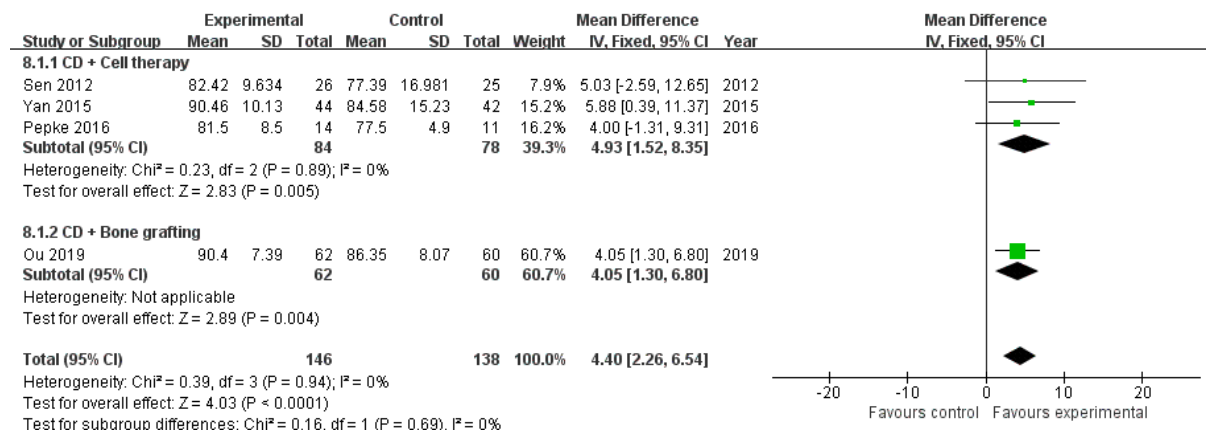 Experimental Control Mean Difference Mean Difference
Study or Subgroup Mean SD Total Mean SD Total Weight IV, Fixed, 95% CI Year IV, Fixed, 95% CI
8.1.1 CD + Cell therapy
Sen 2012 82.42 9.634 26 77.39 16.981 25 7.9% 5.03 [-2.59, 12.65] 2012
Yan 2015 90.46 10.13 44 84.58 15.23 42 15.2% 5.88 [0.39, 11.37] 2015
Pepke 2016 81.5 8.5 14 77.5 4.9 11 16.2% 4.00 [-1.31, 9.31] 2016
Subtotal (95% CI) 84 78 39.3% 4.93 [1.52, 8.35]
Heterogeneity: Chi² = 0.23, df = 2 (P = 0.89); I² = 0%
Test for overall effect: Z = 2.83 (P = 0.005)
8.1.2 CD + Bone grafting
Ou 2019 90.4 7.39 62 86.35 8.07 60 60.7% 4.05 [1.30, 6.80] 2019
Subtotal (95% CI) 62 60 60.7% 4.05 [1.30, 6.80]
Heterogeneity: Not applicable
Test for overall effect: Z = 2.89 (P = 0.004)
Total (95% CI) 146 138 100.0% 4.40 [2.26, 6.54]
Heterogeneity: Chi² = 0.39, df = 3 (P = 0.94); I² = 0%
Test for overall effect: Z = 4.03 (P < 0.0001)
Test for subgroup differences: Chi² = 0.16, df = 1 (P = 0.69), I² = 0%
-20 -10 0 10 20
Favours control Favours experimental